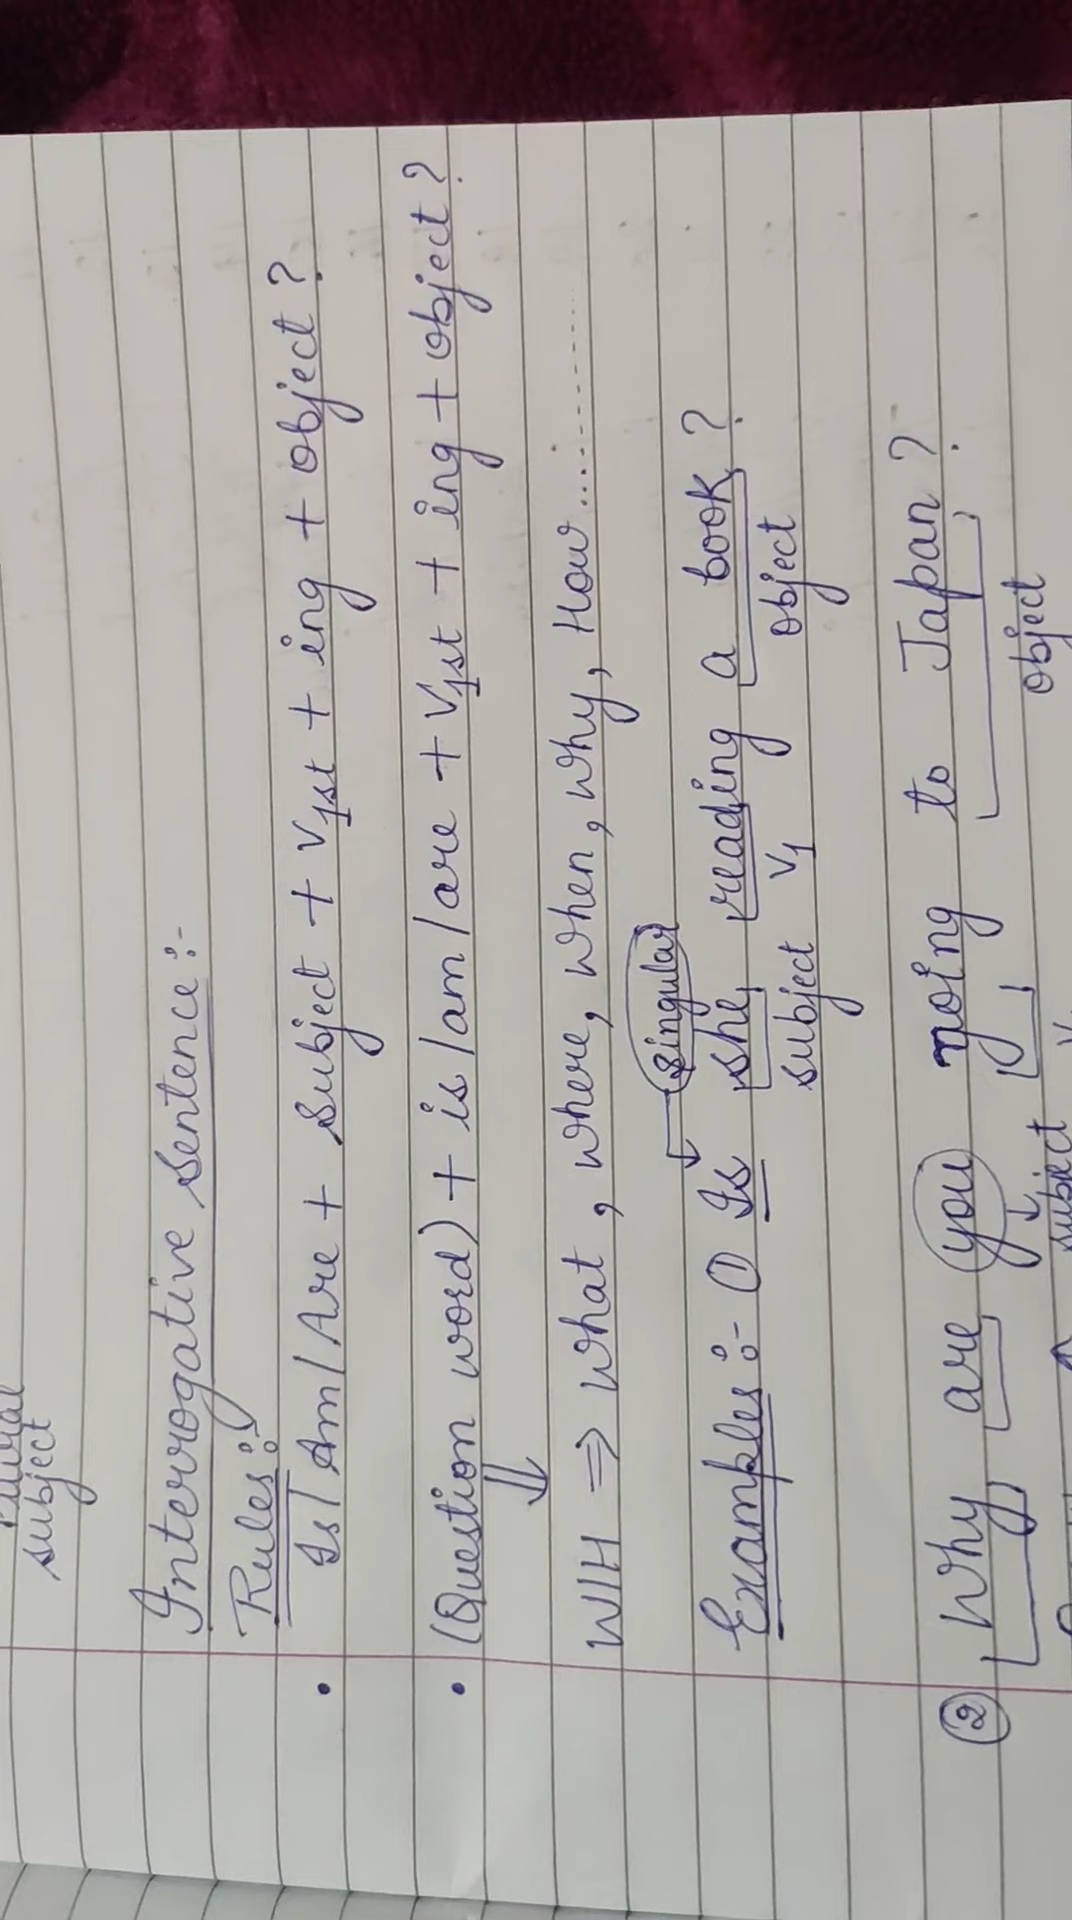 Plural
subject
Interrogative Sentence :-
Rules :-
• Is/Am/Are + Subject + V1st + ing + object ?
• (Question word) + is/am/are + V1st + ing + object ?
WH ⇒ What, where, when, why, How...........
singular
Examples :- ① Is she reading a book ?
subject V1 object
② Why are you going to Japan ?
subject V object